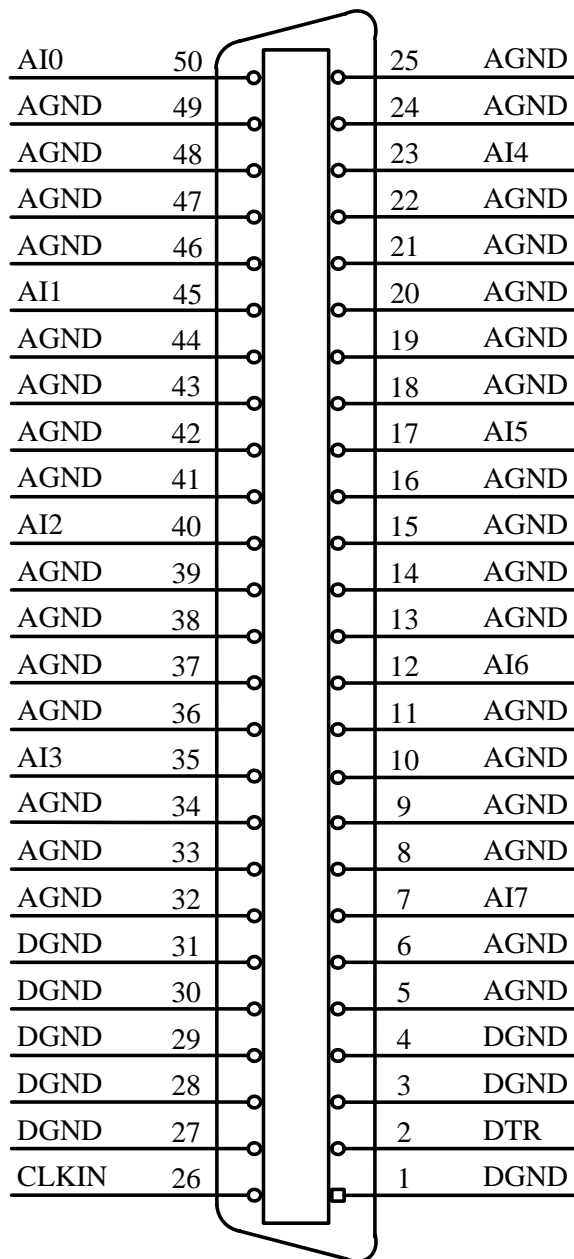 AI0 50 25 AGND
AGND 49 24 AGND
AGND 48 23 AI4
AGND 47 22 AGND
AGND 46 21 AGND
AI1 45 20 AGND
AGND 44 19 AGND
AGND 43 18 AGND
AGND 42 17 AI5
AGND 41 16 AGND
AI2 40 15 AGND
AGND 39 14 AGND
AGND 38 13 AGND
AGND 37 12 AI6
AGND 36 11 AGND
AI3 35 10 AGND
AGND 34 9 AGND
AGND 33 8 AGND
AGND 32 7 AI7
DGND 31 6 AGND
DGND 30 5 AGND
DGND 29 4 DGND
DGND 28 3 DGND
DGND 27 2 DTR
CLKIN 26 1 DGND